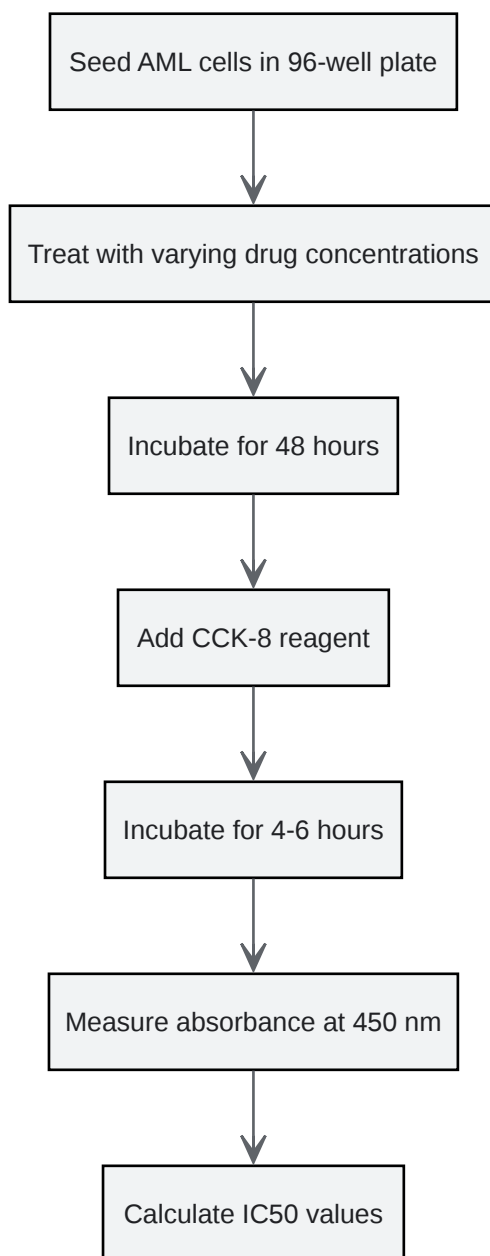 Seed AML cells in 96-well plate
Treat with varying drug concentrations
Incubate for 48 hours
Add CCK-8 reagent
Incubate for 4-6 hours
Measure absorbance at 450 nm
Calculate IC50 values